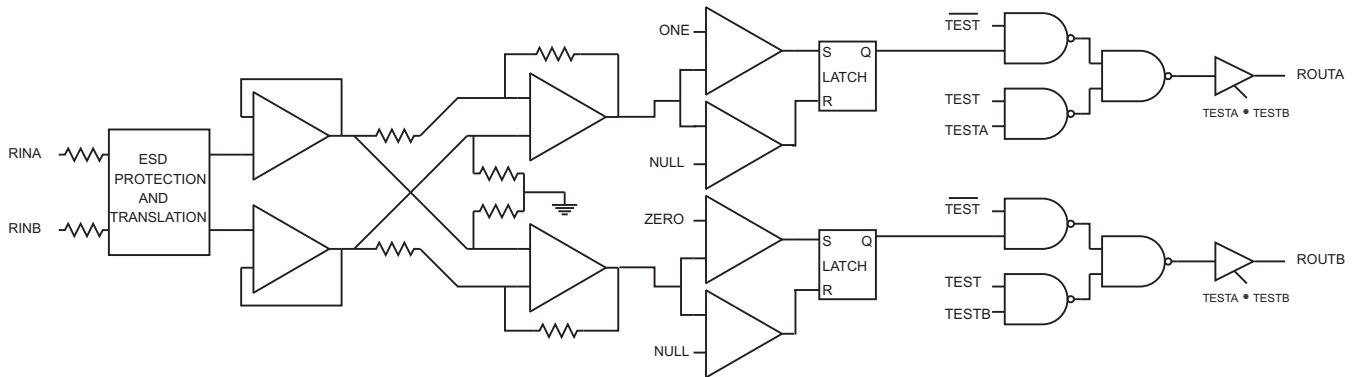 ONE
S Q
LATCH
R
NULL
TEST
TEST
TESTA
ROUTA
TESTA • TESTB
RINA
RINB
ESD
PROTECTION
AND
TRANSLATION
ZERO
S Q
LATCH
R
NULL
TEST
TEST
TESTB
ROUTB
TESTA • TESTB